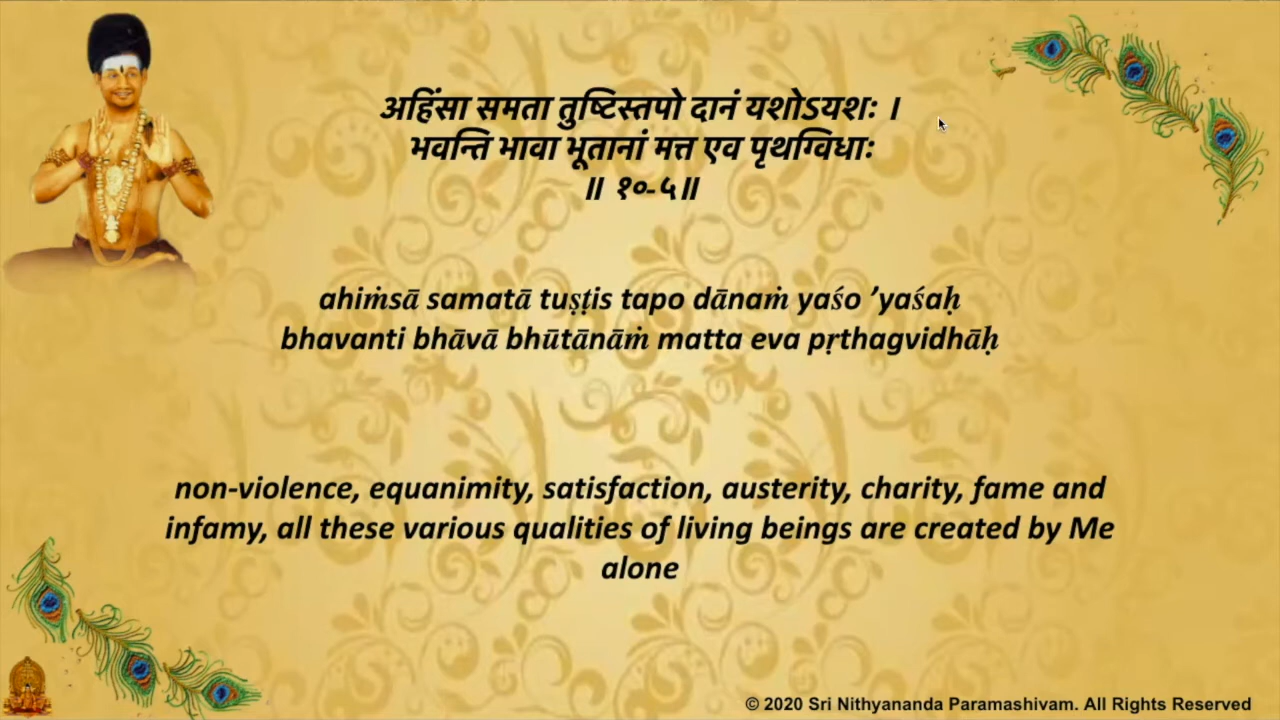 अहिंसा समता तुष्टिस्तपो दानं यशोऽयशः ।
भवन्ति भावा भूतानां मत्त एव पृथग्विधाः
॥ १०-५॥
ahiṁsā samatā tuṣṭis tapo dānaṁ yaśo ’yaśaḥ
bhavanti bhāvā bhūtānāṁ matta eva pṛthagvidhāḥ
non-violence, equanimity, satisfaction, austerity, charity, fame and
infamy, all these various qualities of living beings are created by Me
alone
© 2020 Sri Nithyananda Paramashivam. All Rights Reserved